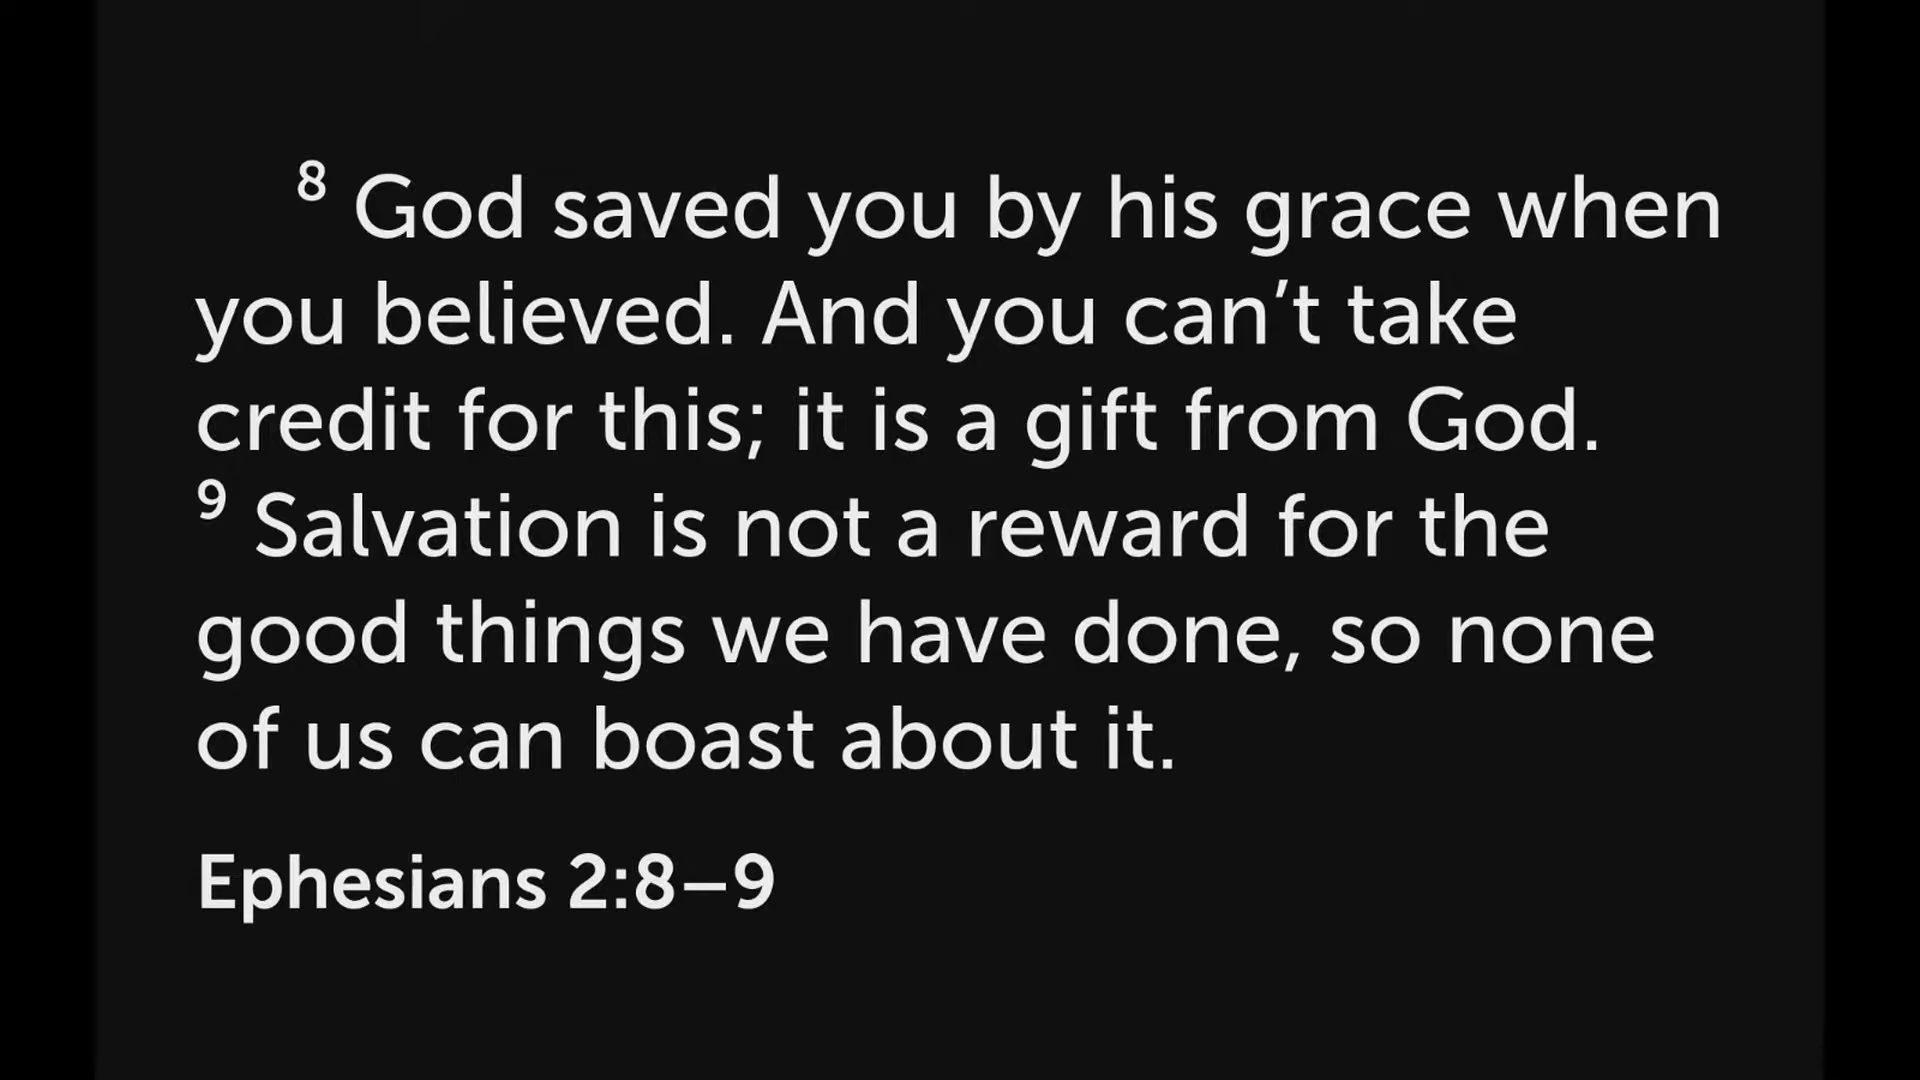 8 God saved you by his grace when
you believed. And you can’t take
credit for this; it is a gift from God.
9 Salvation is not a reward for the
good things we have done, so none
of us can boast about it.
Ephesians 2:8–9